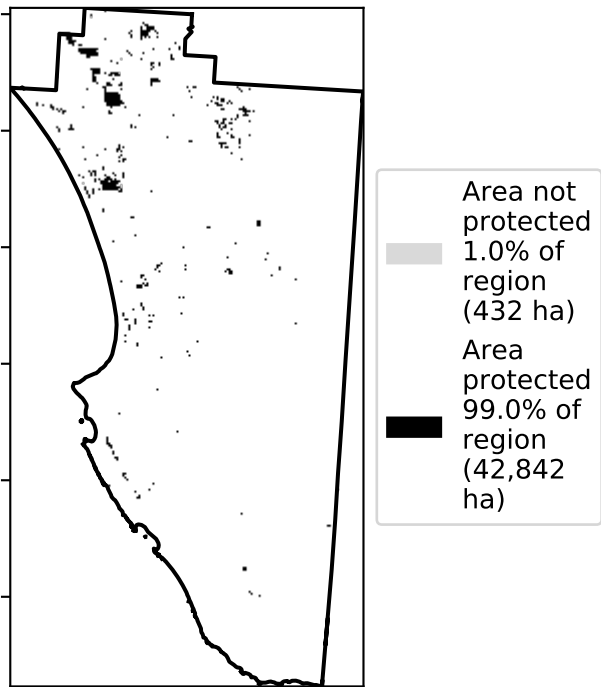 Area not
protected
1.0% of
region
(432 ha)
Area
protected
99.0% of
region
(42,842
ha)